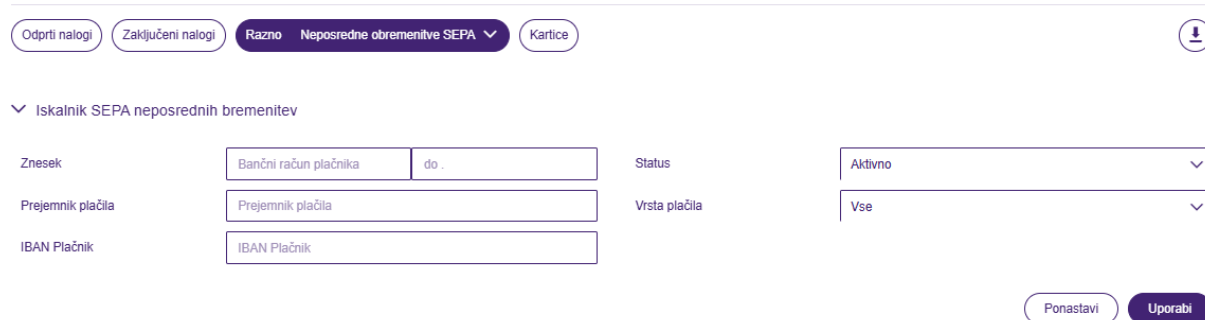 Odprti nalogi Zaključeni nalogi Razno Neposredne obremenitve SEPA Kartice
Iskalnik SEPA neposrednih bremenitev
Znesek Bančni račun plačnika do . Status Aktivno
Prejemnik plačila Prejemnik plačila Vrsta plačila Vse
IBAN Plačnik IBAN Plačnik
Ponastavi Uporabi